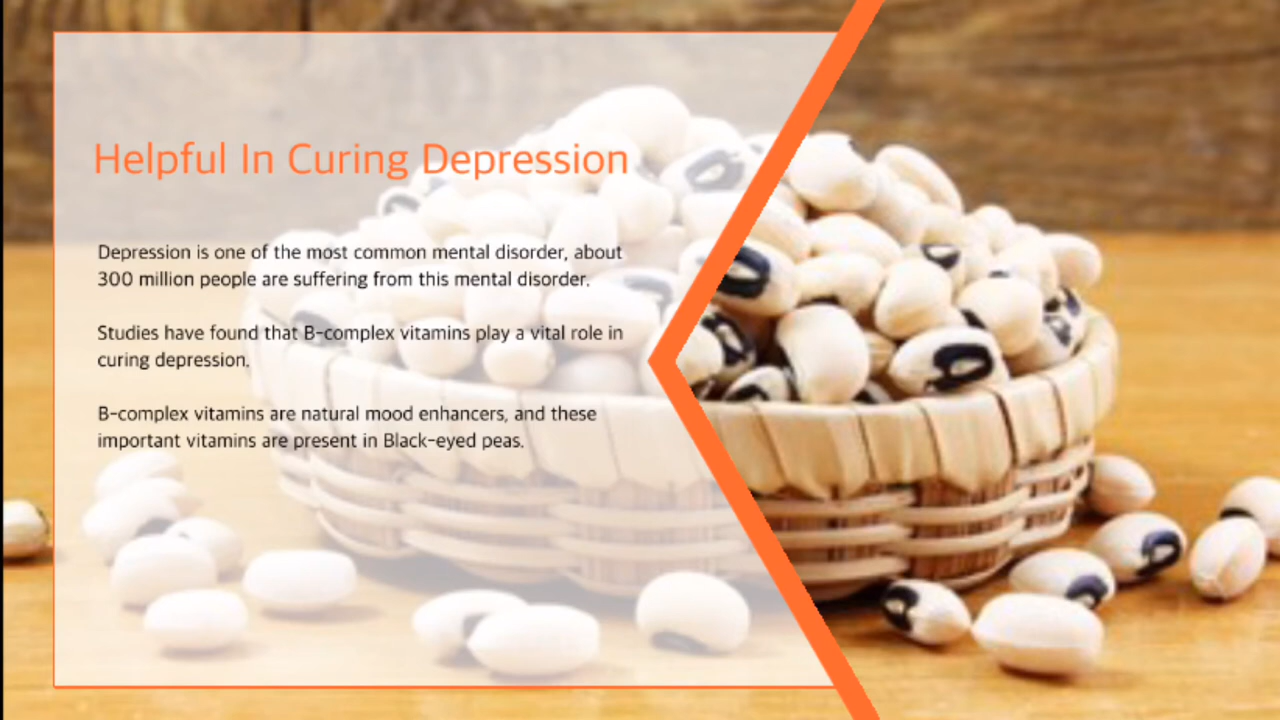 Helpful In Curing Depression
Depression is one of the most common mental disorder, about
300 million people are suffering from this mental disorder.
Studies have found that B-complex vitamins play a vital role in
curing depression.
B-complex vitamins are natural mood enhancers, and these
important vitamins are present in Black-eyed peas.